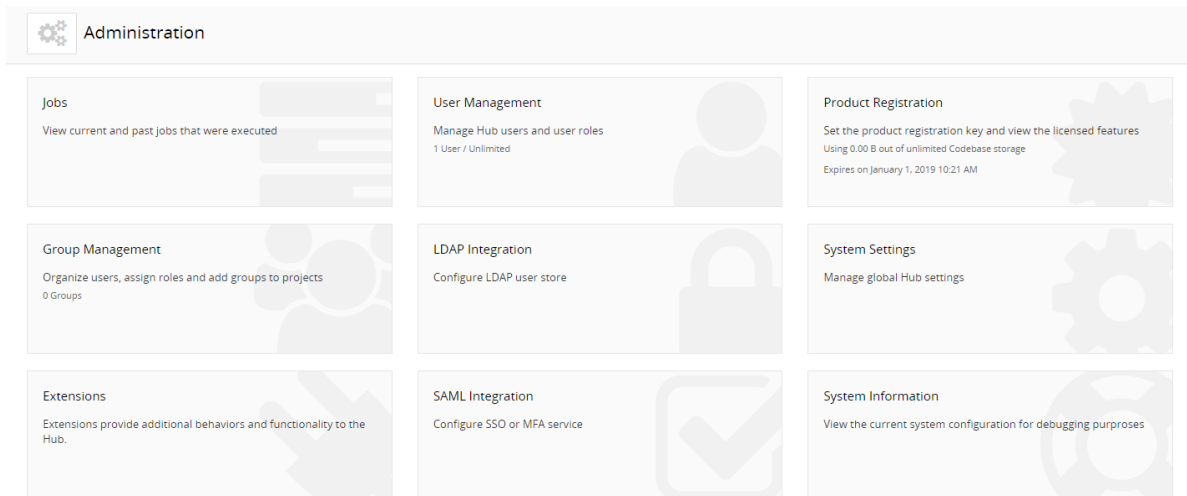 Administration
Jobs
View current and past jobs that were executed
User Management
Manage Hub users and user roles
1 User / Unlimited
Product Registration
Set the product registration key and view the licensed features
Using 0.00 B out of unlimited Codebase storage
Expires on January 1, 2019 10:21 AM
Group Management
Organize users, assign roles and add groups to projects
0 Groups
LDAP Integration
Configure LDAP user store
System Settings
Manage global Hub settings
Extensions
Extensions provide additional behaviors and functionality to the
Hub.
SAML Integration
Configure SSO or MFA service
System Information
View the current system configuration for debugging purproses